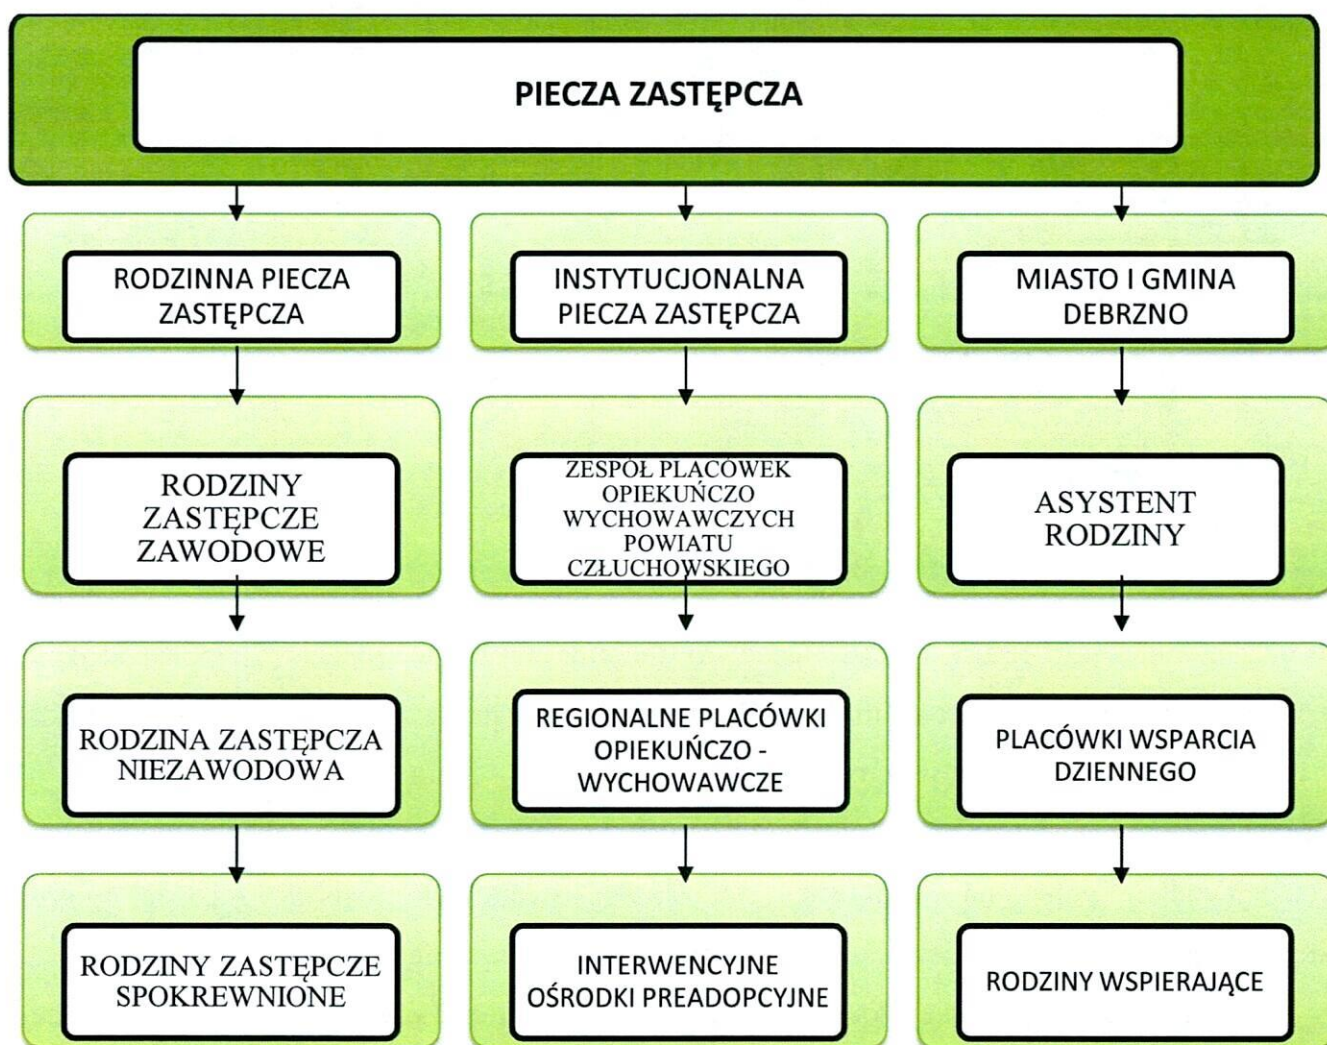 PIECZA ZASTĘPCZA
RODZINNA PIECZA
ZASTĘPCZA
INSTYTUCJONALNA
PIECZA ZASTĘPCZA
MIASTO I GMINA
DEBRZNO
RODZINY
ZASTĘPCZE
ZAWODOWE
ZESPÓŁ PLACÓWEK
OPIEKUŃCZO
WYCHOWAWCZYCH
POWIATU
CZŁUCHOWSKIEGO
ASYSTENT
RODZINY
RODZINA ZASTĘPCZA
NIEZAWODOWA
REGIONALNE PLACÓWKI
OPIEKUŃCZO -
WYCHOWAWCZE
PLACÓWKI WSPARCIA
DZIENNEGO
RODZINY ZASTĘPCZE
SPOKREWNIONE
INTERWENCYJNE
OŚRODKI PREADOPCYJNE
RODZINY WSPIERAJĄCE